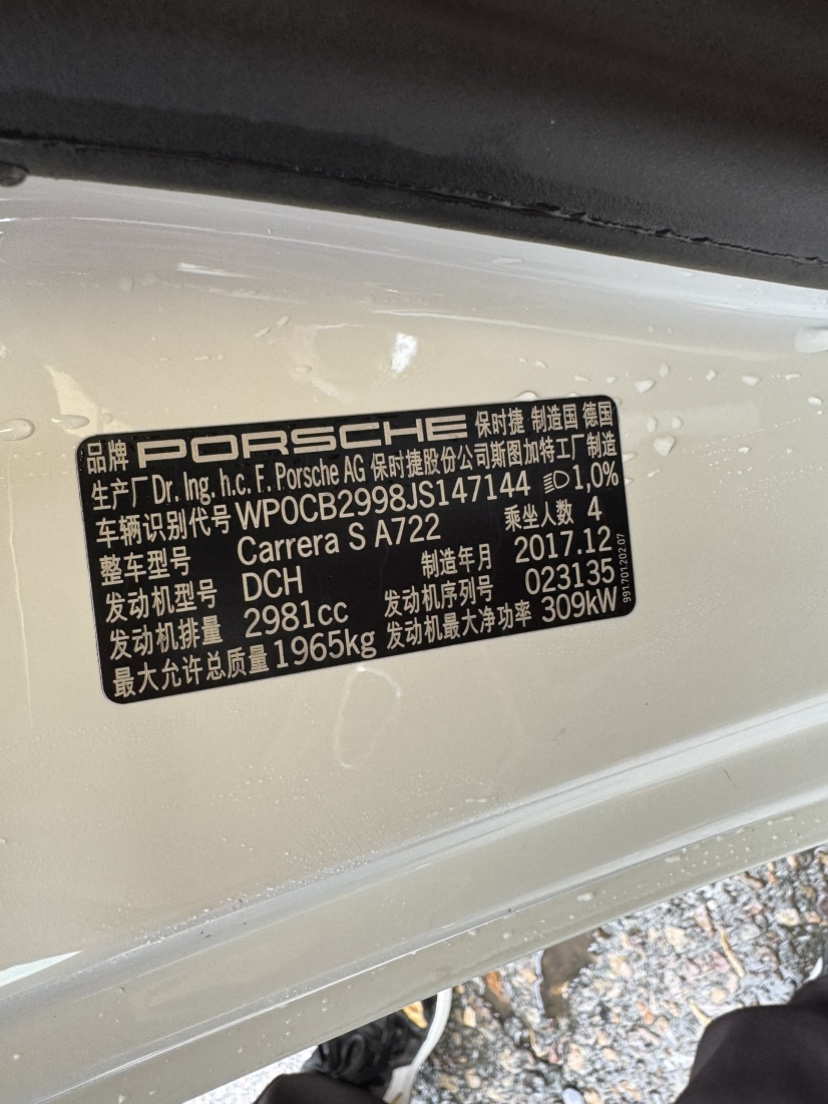 品牌 PORSCHE 保时捷 制造国 德国
生产厂 Dr. Ing. h.c. F. Porsche AG 保时捷股份公司斯图加特工厂制造
车辆识别代号 WP0CB2998JS147144 1,0%
整车型号 Carrera S A722 乘坐人数 4
发动机型号 DCH 制造年月 2017.12
发动机排量 2981cc 发动机序列号 023135
最大允许总质量 1965kg 发动机最大净功率 309kW
991.701.202.07